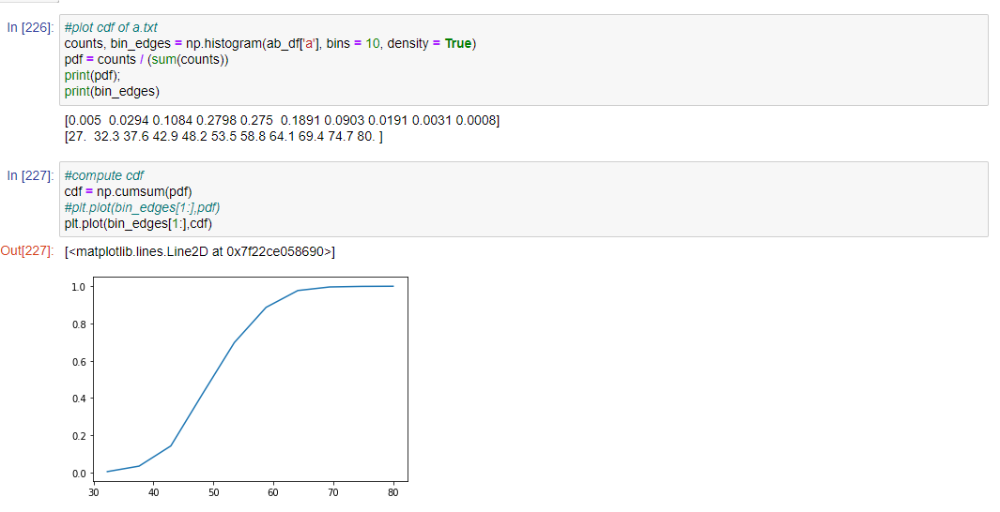 In [226]:
#plot cdf of a.txt
counts, bin_edges = np.histogram(ab_df['a'], bins = 10, density = True)
pdf = counts / (sum(counts))
print(pdf);
print(bin_edges)
[0.005  0.0294 0.1084 0.2798 0.275  0.1891 0.0903 0.0191 0.0031 0.0008]
[27.  32.3 37.6 42.9 48.2 53.5 58.8 64.1 69.4 74.7 80. ]
In [227]:
#compute cdf
cdf = np.cumsum(pdf)
#plt.plot(bin_edges[1:],pdf)
plt.plot(bin_edges[1:],cdf)
Out[227]:
[<matplotlib.lines.Line2D at 0x7f22ce058690>]
1.0
0.8
0.6
0.4
0.2
0.0
30 40 50 60 70 80